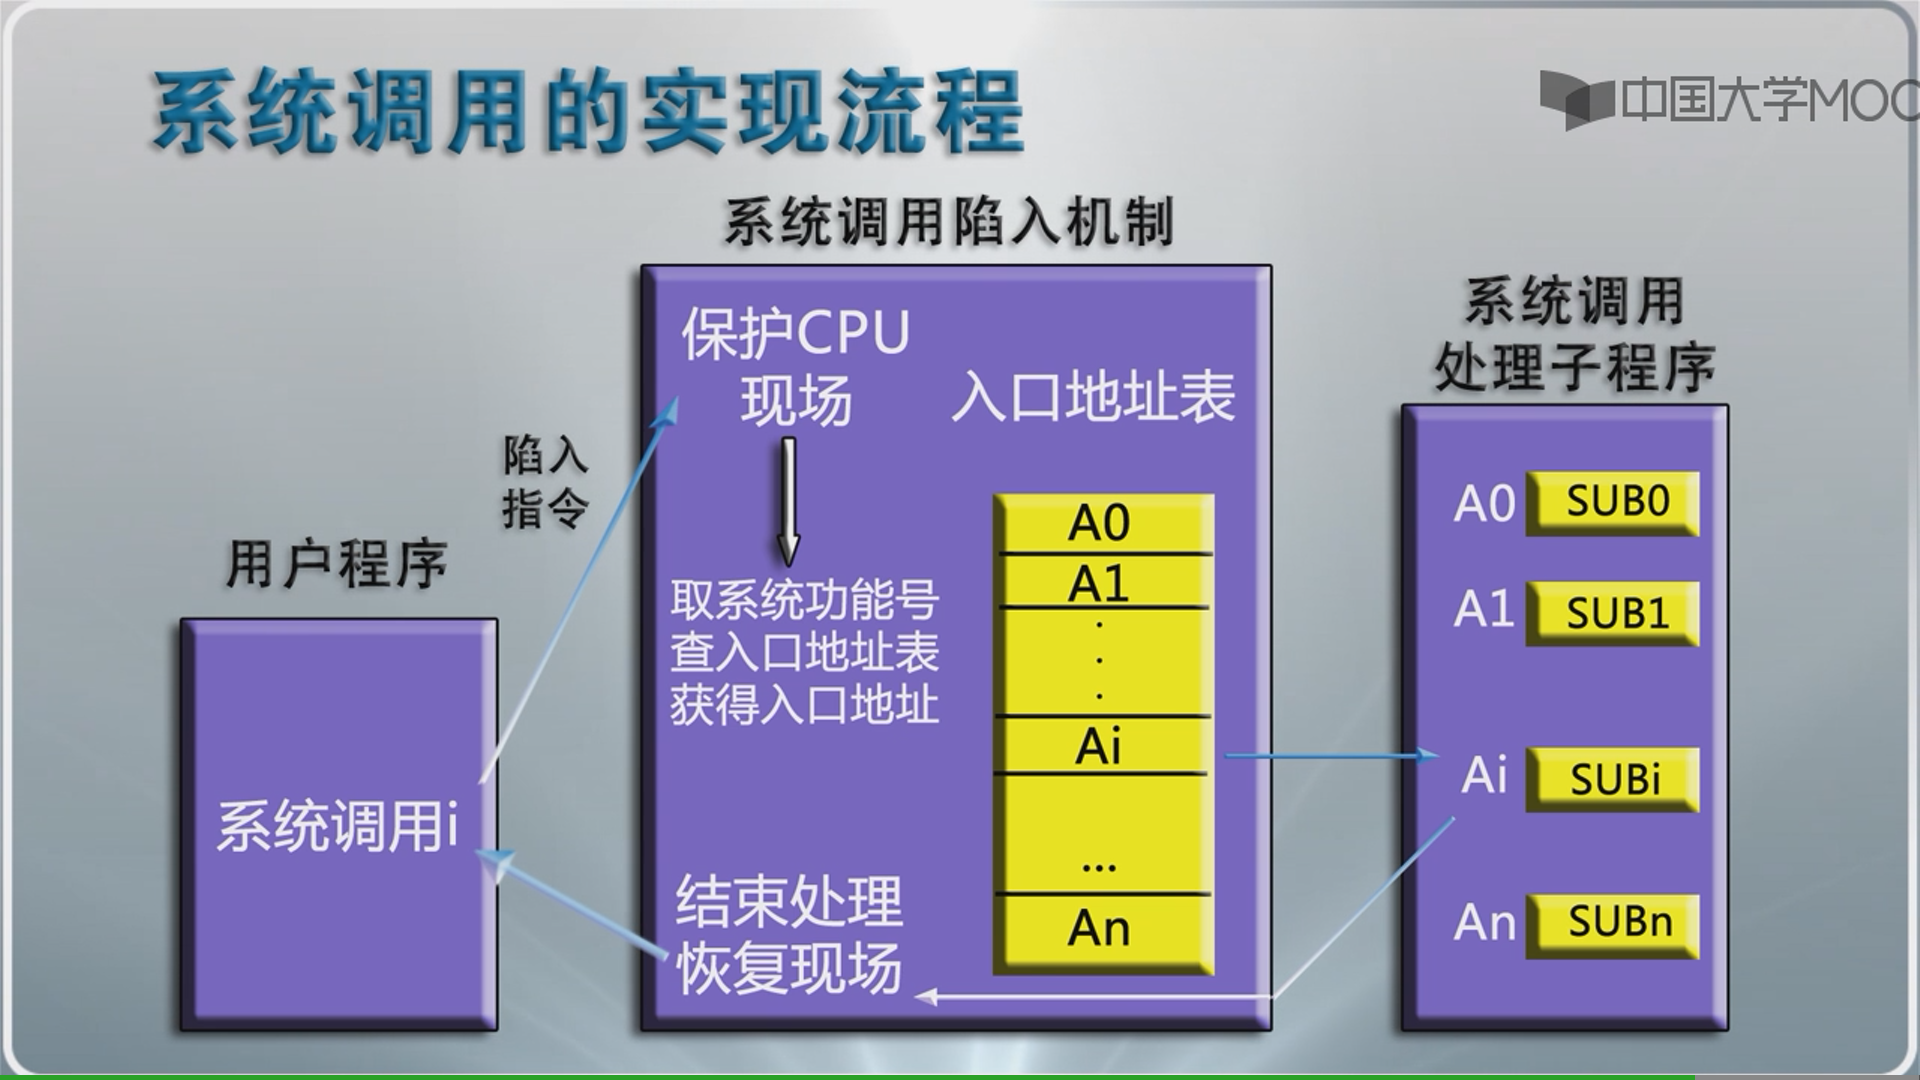 系统调用的实现流程
中国大学MOO
系统调用陷入机制
用户程序
系统调用i
陷入
指令
保护CPU
现场
取系统功能号
查入口地址表
获得入口地址
结束处理
恢复现场
入口地址表
A0
A1
.
.
.
Ai
...
An
系统调用
处理子程序
A0 SUB0
A1 SUB1
Ai SUBi
An SUBn